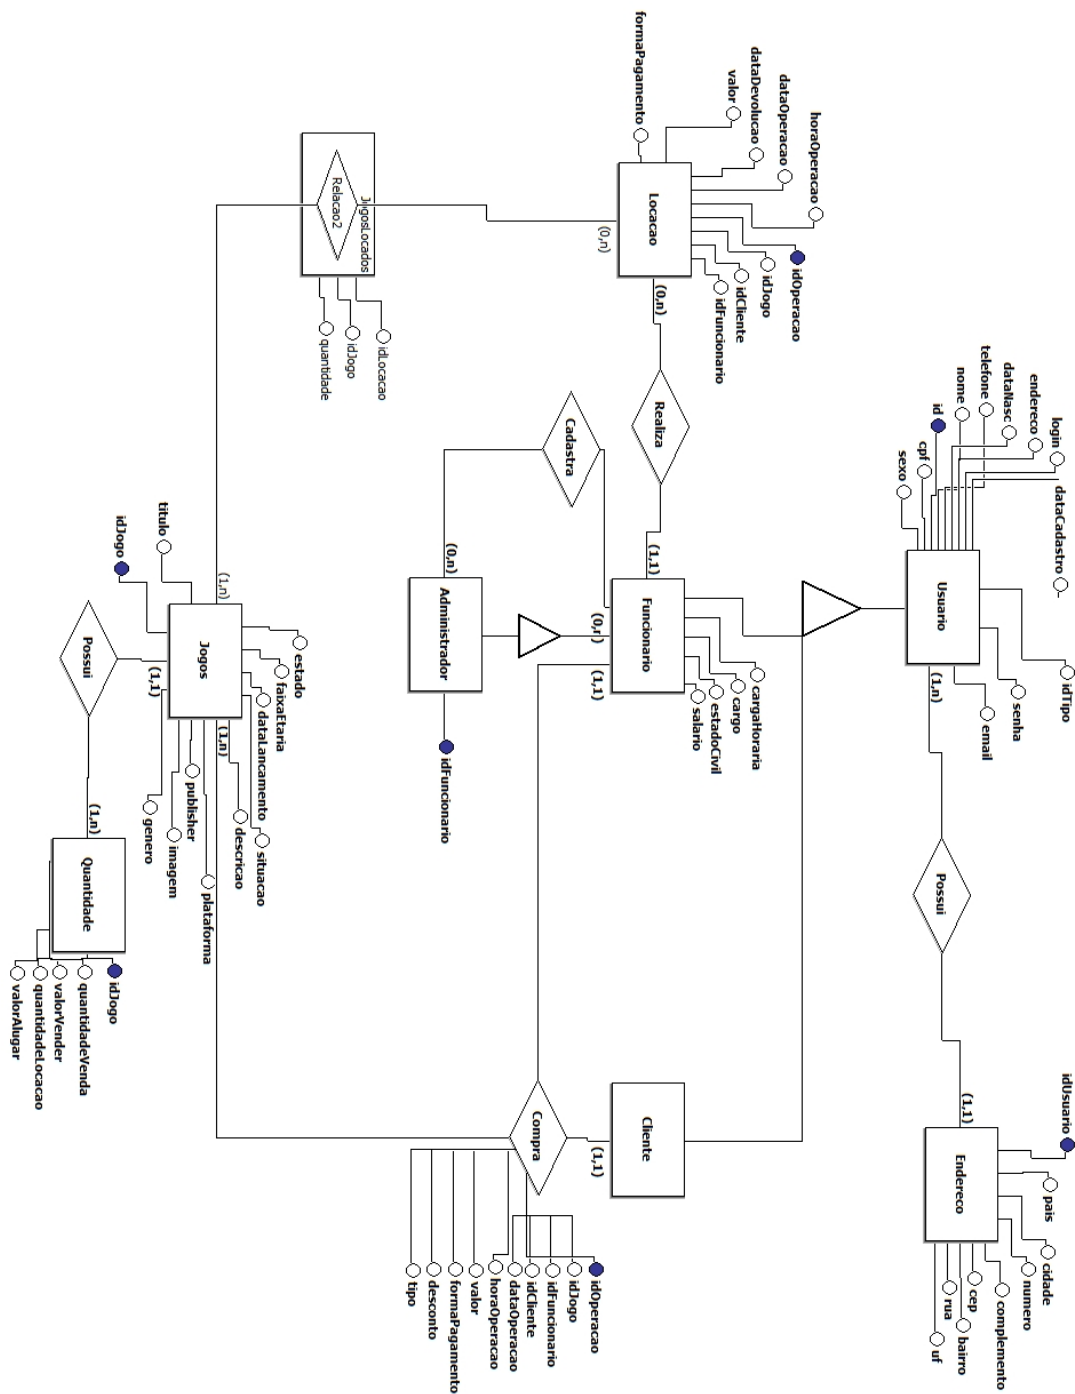 login
endereco
dataNasc
telefone
nome
id
cpf
sexo
dataCadastro
Usuario
idTipo
senha
email
(1,n)
Possui
(1,1)
idUsuario
Endereco
pais
cidade
numero
complemento
cep
bairro
rua
uf
horaOperacao
dataOperacao
dataDevolucao
valor
formaPagamento
Locacao
idOperacao
idJogo
idCliente
idFuncionario
(0,n)
(0,n)
Realiza
(1,1)
Funcionario
cargaHoraria
cargo
estadoCivil
salario
(0,r)
(1,1)
Cliente
(1,1)
Cadastra
(0,n)
Administrador
idFuncionario
Compra
idOperacao
idJogo
idFuncionario
idCliente
dataOperacao
horaOperacao
valor
formaPagamento
desconto
tipo
JogosLocados
Relacao2
idLocacao
idJogo
quantidade
(1,n)
titulo
idJogo
Jogos
estado
faixaEtaria
dataLancamento
situacao
(1,n)
descricao
plataforma
publisher
imagem
genero
(1,1)
Possui
(1,n)
Quantidade
idJogo
quantidadeVenda
valorVender
quantidadeLocacao
valorAlugar